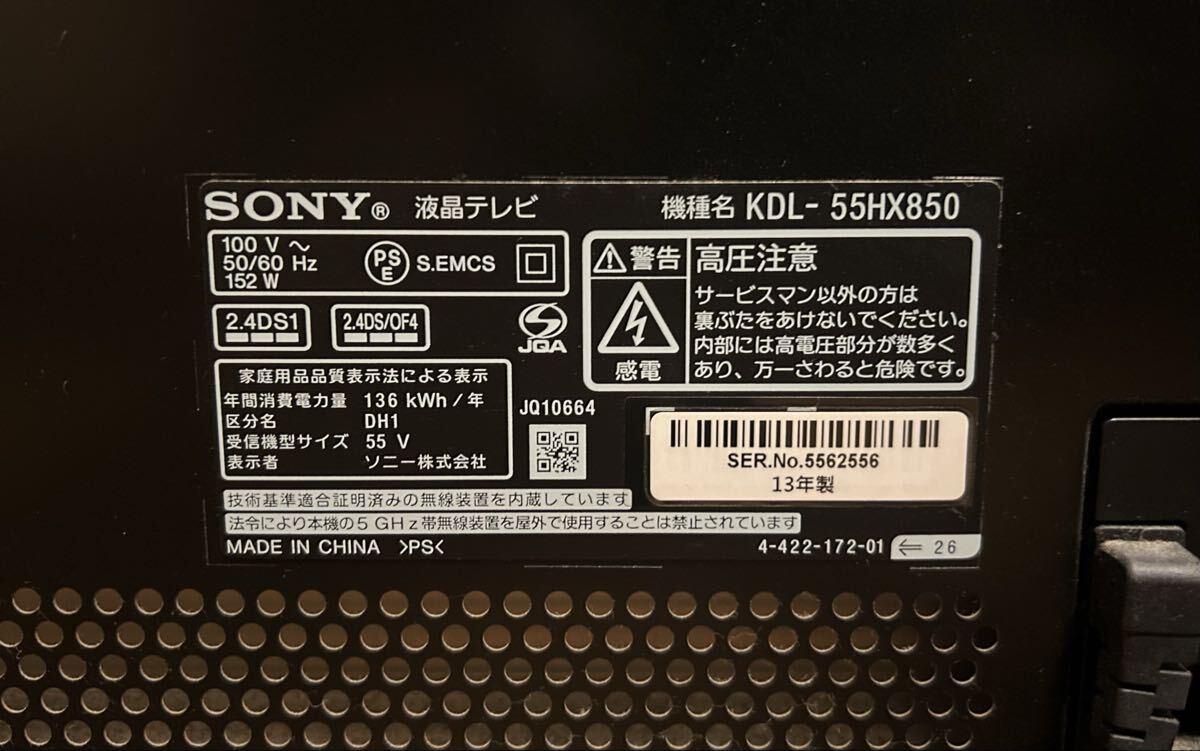 SONY® 液晶テレビ 機種名 KDL- 55HX850
100 V ～
50/60 Hz
152 W
PS
E
S.EMCS
警告
高圧注意
サービスマン以外の方は
裏ぶたをあけないでください。
内部には高電圧部分が数多く
あり、万一さわると危険です。
感電
2.4DS1
2.4DS/OF4
JQA
JQ10664
家庭用品品質表示法による表示
年間消費電力量 136 kWh / 年
区分名 DH1
受信機型サイズ 55 V
表示者 ソニー株式会社
SER.No.5562556
13年製
技術基準適合証明済みの無線装置を内蔵しています
法令により本機の5 GHz帯無線装置を屋外で使用することは禁止されています
MADE IN CHINA >PS< 4-422-172-01 ⇐ 26